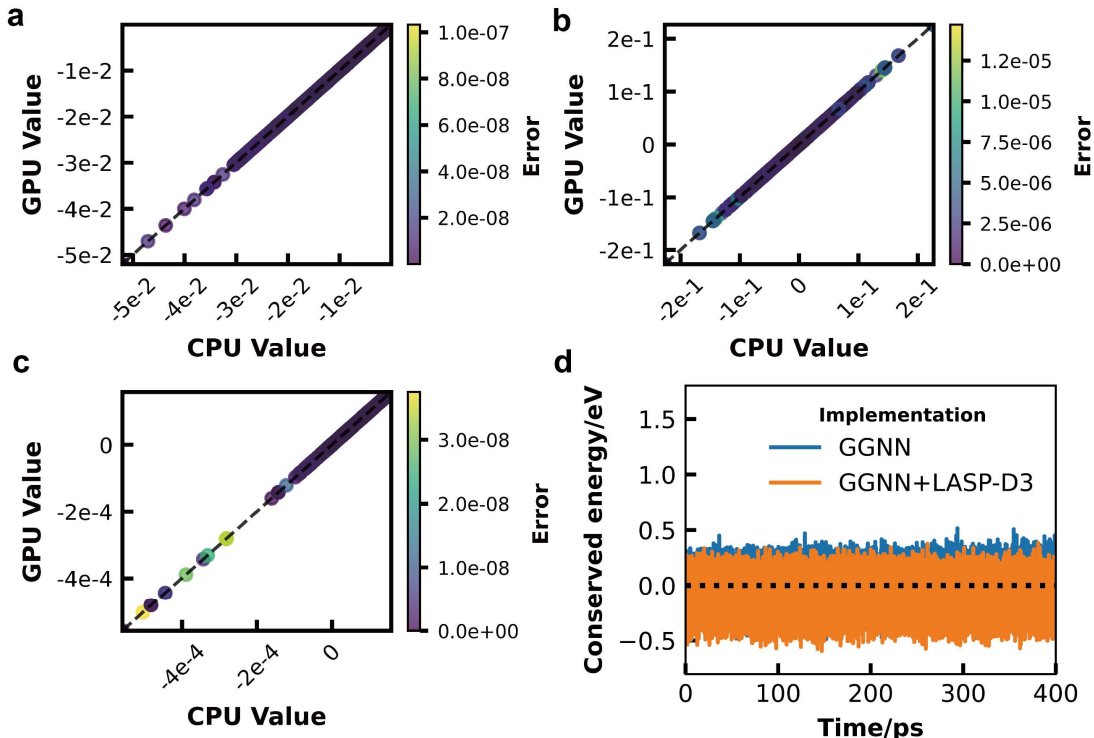 a
GPU Value
-1e-2
-2e-2
-3e-2
-4e-2
-5e-2
-5e-2
-4e-2
-3e-2
-2e-2
-1e-2
CPU Value
1.0e-07
8.0e-08
6.0e-08
4.0e-08
2.0e-08
Error
b
GPU Value
2e-1
1e-1
0
-1e-1
-2e-1
-2e-1
-1e-1
0
1e-1
2e-1
CPU Value
1.2e-05
1.0e-05
7.5e-06
5.0e-06
2.5e-06
0.0e+00
Error
c
GPU Value
0
-2e-4
-4e-4
-4e-4
-2e-4
0
CPU Value
3.0e-08
2.0e-08
1.0e-08
0.0e+00
Error
d
Conserved energy/eV
1.5
1.0
0.5
0.0
−0.5
Implementation
GGNN
GGNN+LASP-D3
0
100
200
300
400
Time/ps